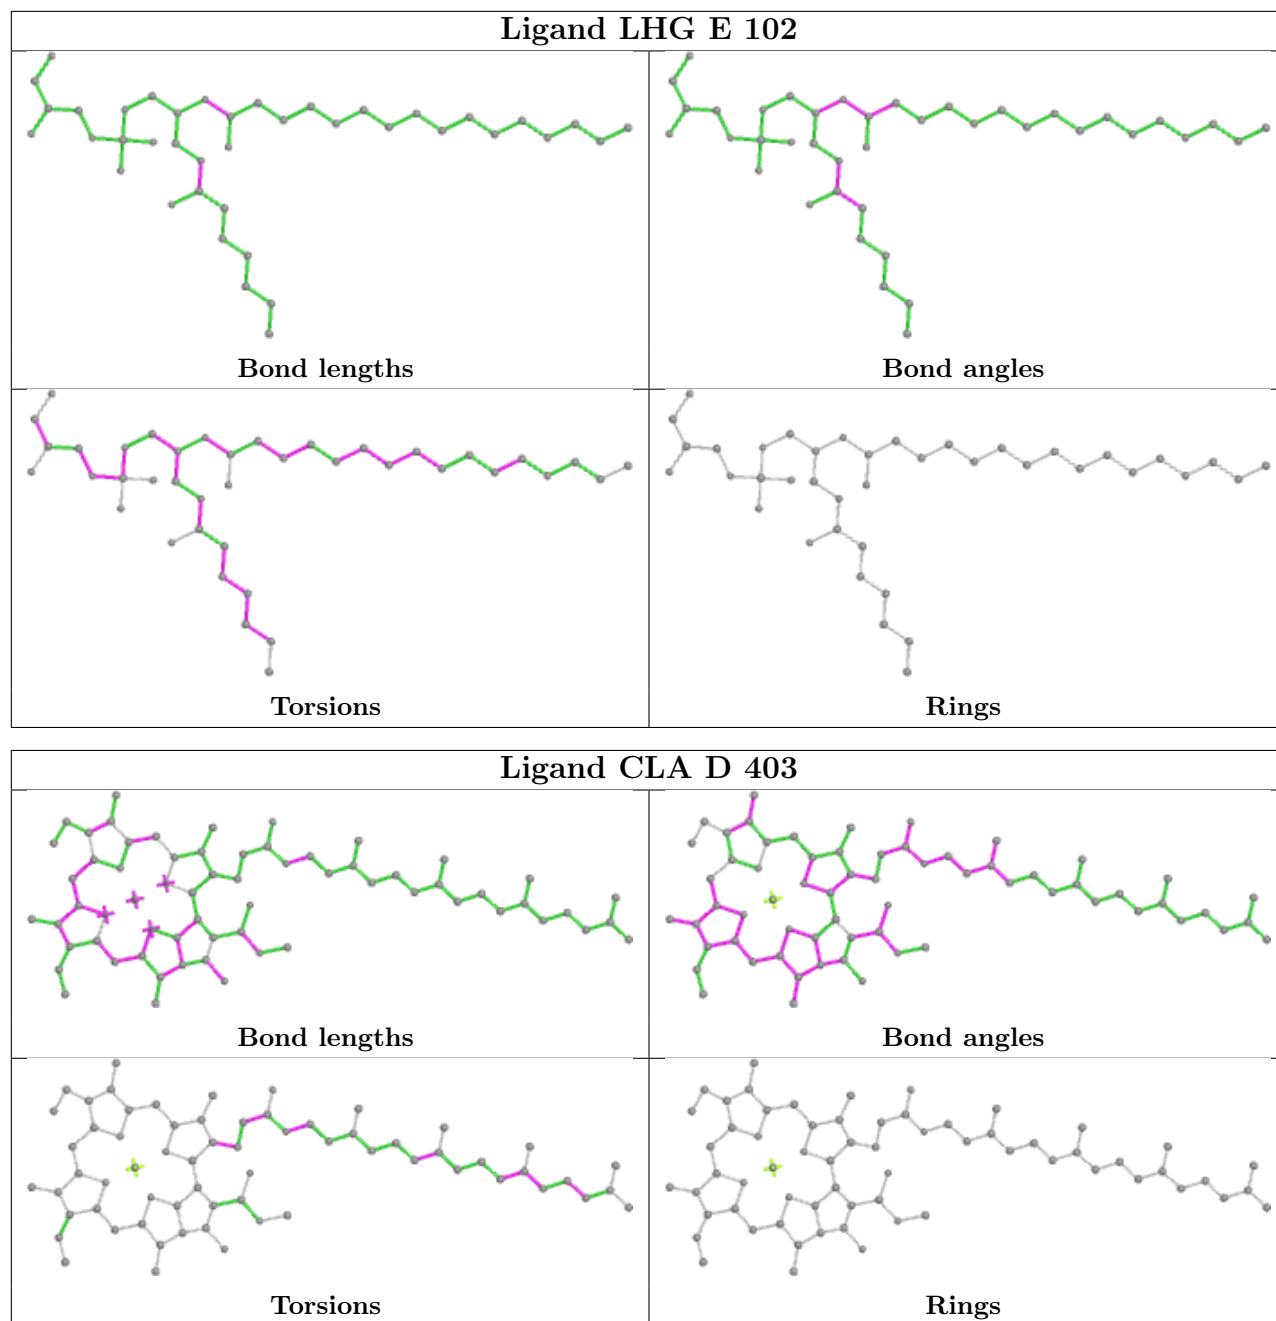 Ligand LHG E 102
Bond lengths
Bond angles
Torsions
Rings
Ligand CLA D 403
Bond lengths
Bond angles
Torsions
Rings